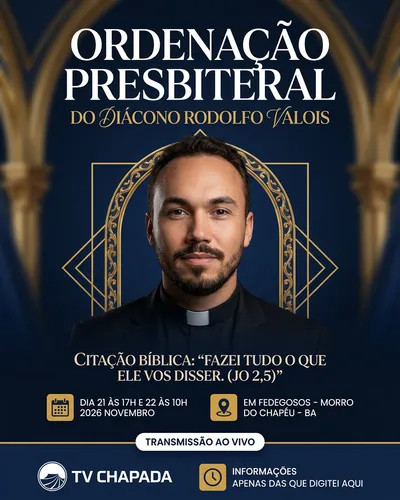 ORDENAÇÃO
PRESBITERAL
DO DIÁCONO RODOLFO VALOIS
CITAÇÃO BÍBLICA: “FAZEI TUDO O QUE
ELE VOS DISSER. (JO 2,5)”
DIA 21 ÀS 17H E 22 ÀS 10H
2026 NOVEMBRO
EM FEDEGOSOS - MORRO
DO CHAPÉU - BA
TRANSMISSÃO AO VIVO
TV CHAPADA
INFORMAÇÕES
APENAS DAS QUE DIGITEI AQUI